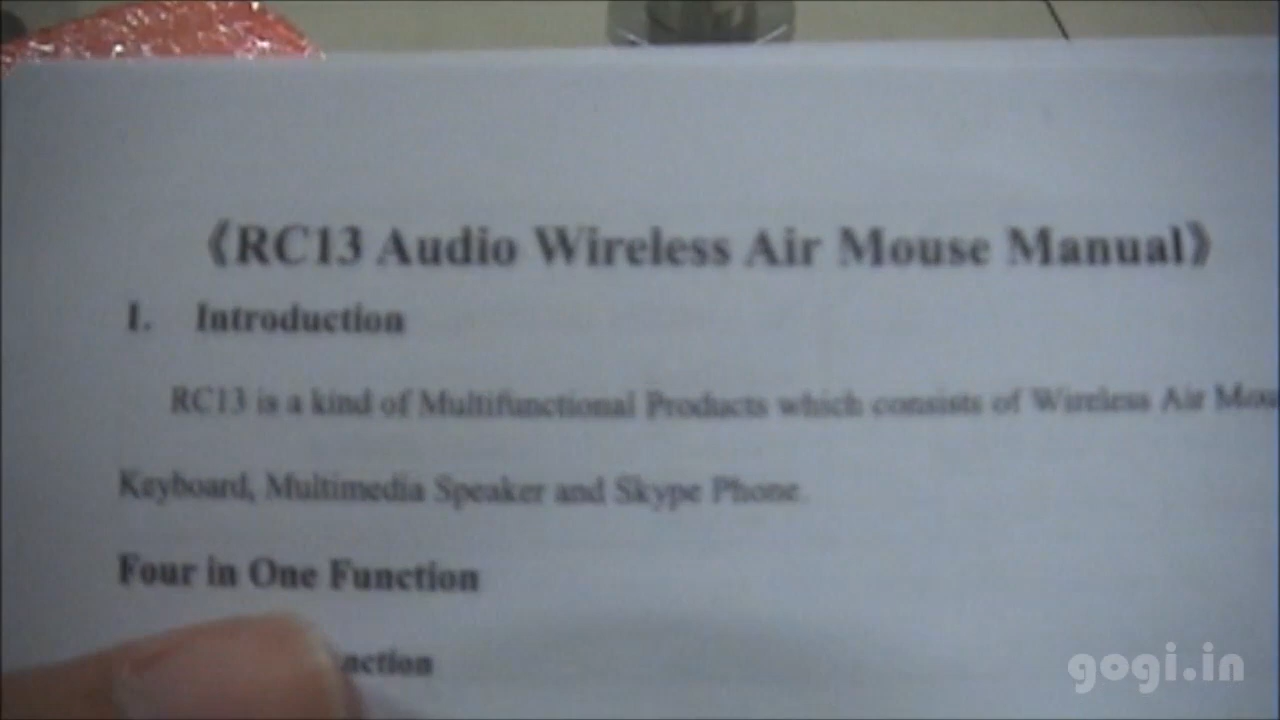 《RC13 Audio Wireless Air Mouse Manual》
I. Introduction
RC13 is a kind of Multifunctional Products which consists of Wireless Air
Keyboard, Multimedia Speaker and Skype Phone.
Four in One Function
gogi.in